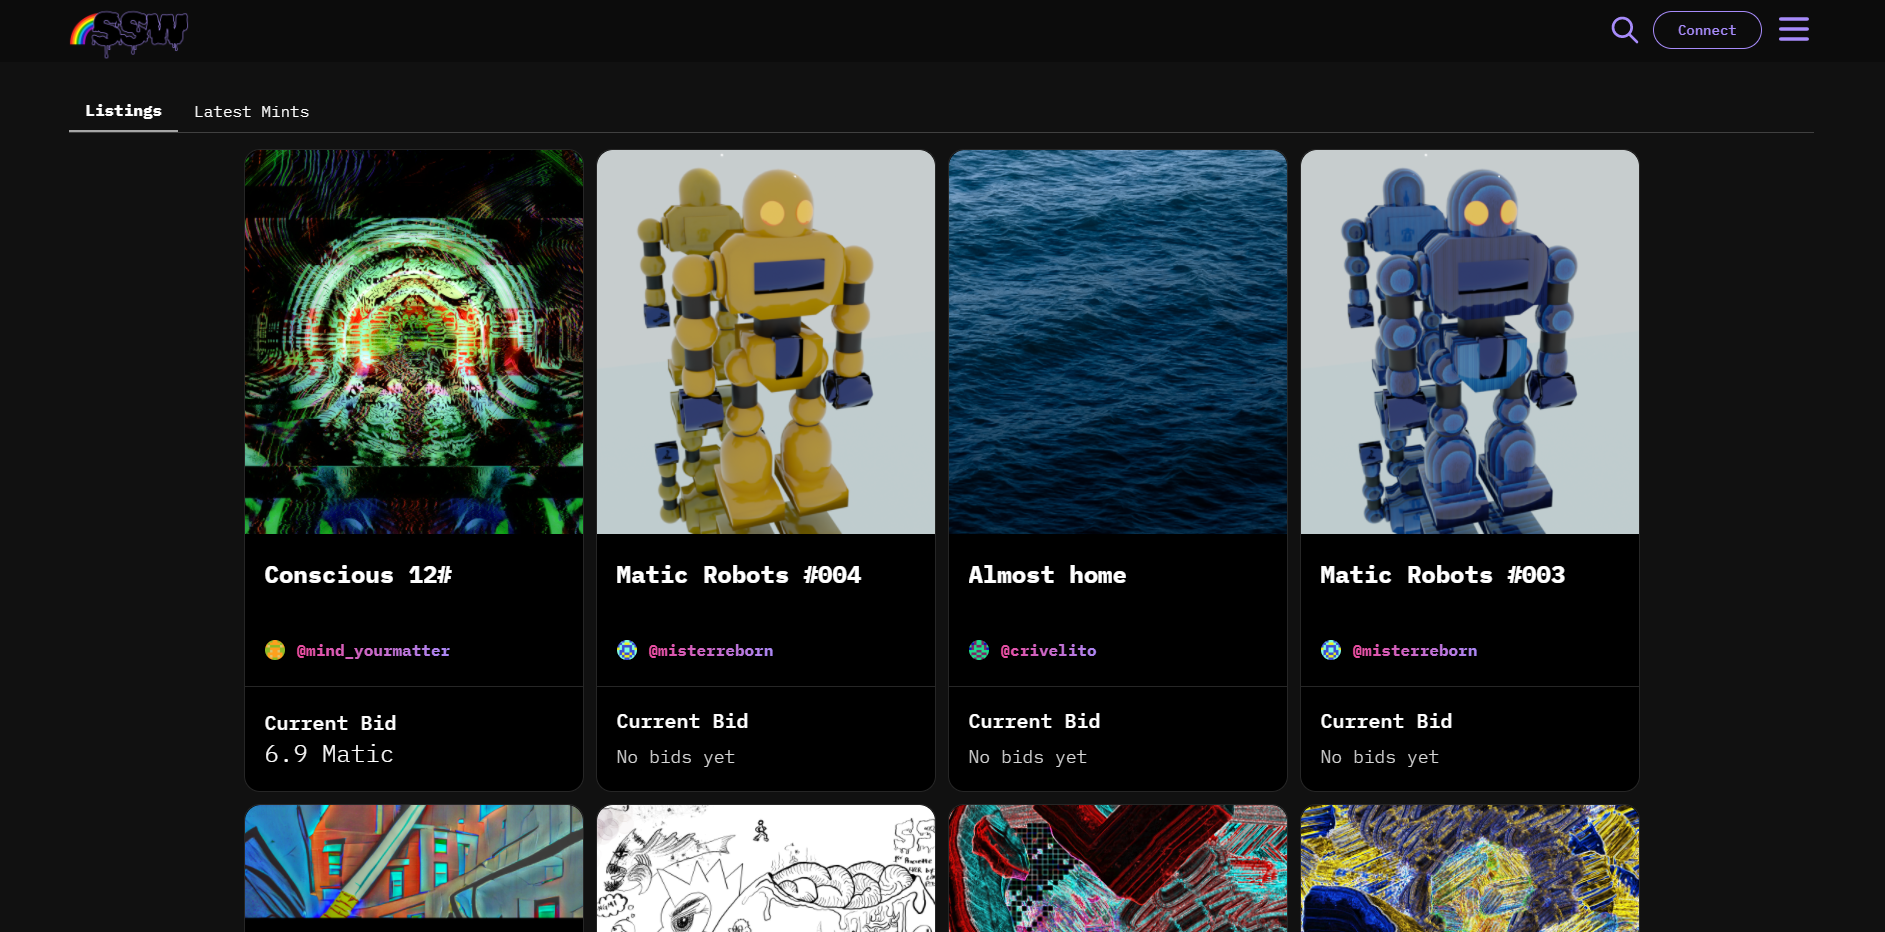 SSW
Connect
Listings
Latest Mints
Conscious 12#
@mind_yourmatter
Current Bid
6.9 Matic
Matic Robots #004
@misterreborn
Current Bid
No bids yet
Almost home
@crivelito
Current Bid
No bids yet
Matic Robots #003
@misterreborn
Current Bid
No bids yet